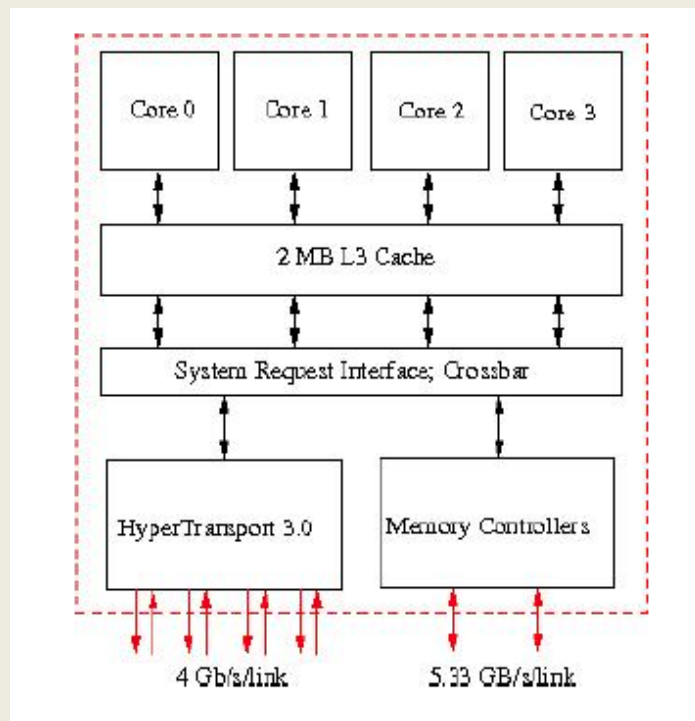 Core 0
Core 1
Core 2
Core 3
2 MB L3 Cache
System Request Interface; Crossbar
HyperTransport 3.0
Memory Controllers
4 Gb/s/link
5.33 GB/s/link